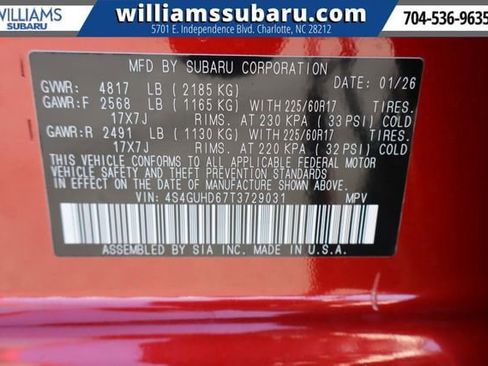 WILLIAMS
SUBARU
williamssubaru.com
5701 E. Independence Blvd, Charlotte, NC 28212
704-536-9635
MFD BY SUBARU CORPORATION
GVWR: 4817 LB (2185 KG) DATE: 01/26
GAWR:F 2568 LB (1165 KG) WITH 225/60R17 TIRES.
17X7J RIMS. AT 230 KPA (33 PSI) COLD
GAWR:R 2491 LB (1130 KG) WITH 225/60R17 TIRES.
17X7J RIMS. AT 220 KPA (32 PSI) COLD
THIS VEHICLE CONFORMS TO ALL APPLICABLE FEDERAL MOTOR
VEHICLE SAFETY AND THEFT PREVENTION STANDARDS
IN EFFECT ON THE DATE OF MANUFACTURE SHOWN ABOVE.
VIN: 4S4GUHD67T3729031 MPV
ASSEMBLED BY SIA INC. MADE IN U.S.A.